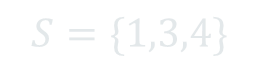 S = {1,3,4}